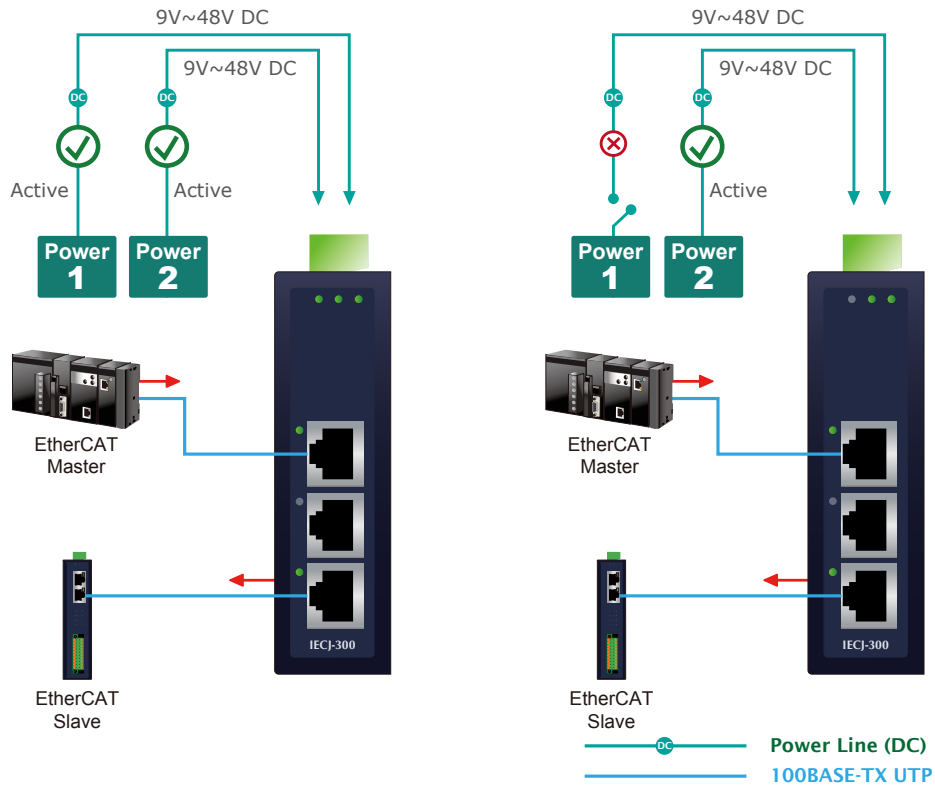 9V~48V DC
9V~48V DC
DC
DC
Active
Active
Power
1
Power
2
EtherCAT
Master
EtherCAT
Slave
IECJ-300
9V~48V DC
9V~48V DC
DC
DC
Active
Power
1
Power
2
EtherCAT
Master
EtherCAT
Slave
IECJ-300
DC
Power Line (DC)
100BASE-TX UTP